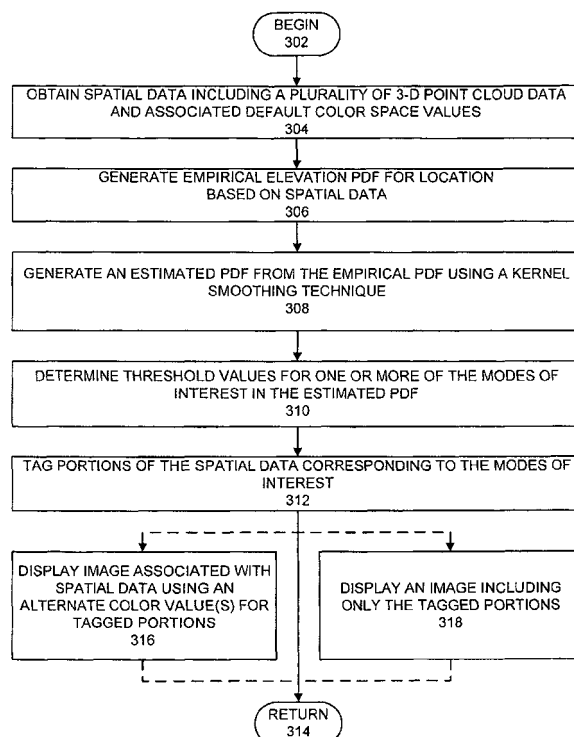 BEGIN
302
OBTAIN SPATIAL DATA INCLUDING A PLURALITY OF 3-D POINT CLOUD DATA
AND ASSOCIATED DEFAULT COLOR SPACE VALUES
304
GENERATE EMPIRICAL ELEVATION PDF FOR LOCATION
BASED ON SPATIAL DATA
306
GENERATE AN ESTIMATED PDF FROM THE EMPIRICAL PDF USING A KERNEL
SMOOTHING TECHNIQUE
308
DETERMINE THRESHOLD VALUES FOR ONE OR MORE OF THE MODES OF
INTEREST IN THE ESTIMATED PDF
310
TAG PORTIONS OF THE SPATIAL DATA CORRESPONDING TO THE MODES OF
INTEREST
312
DISPLAY IMAGE ASSOCIATED WITH
SPATIAL DATA USING AN
ALTERNATE COLOR VALUE(S) FOR
TAGGED PORTIONS
316
DISPLAY AN IMAGE INCLUDING
ONLY THE TAGGED PORTIONS
318
RETURN
314